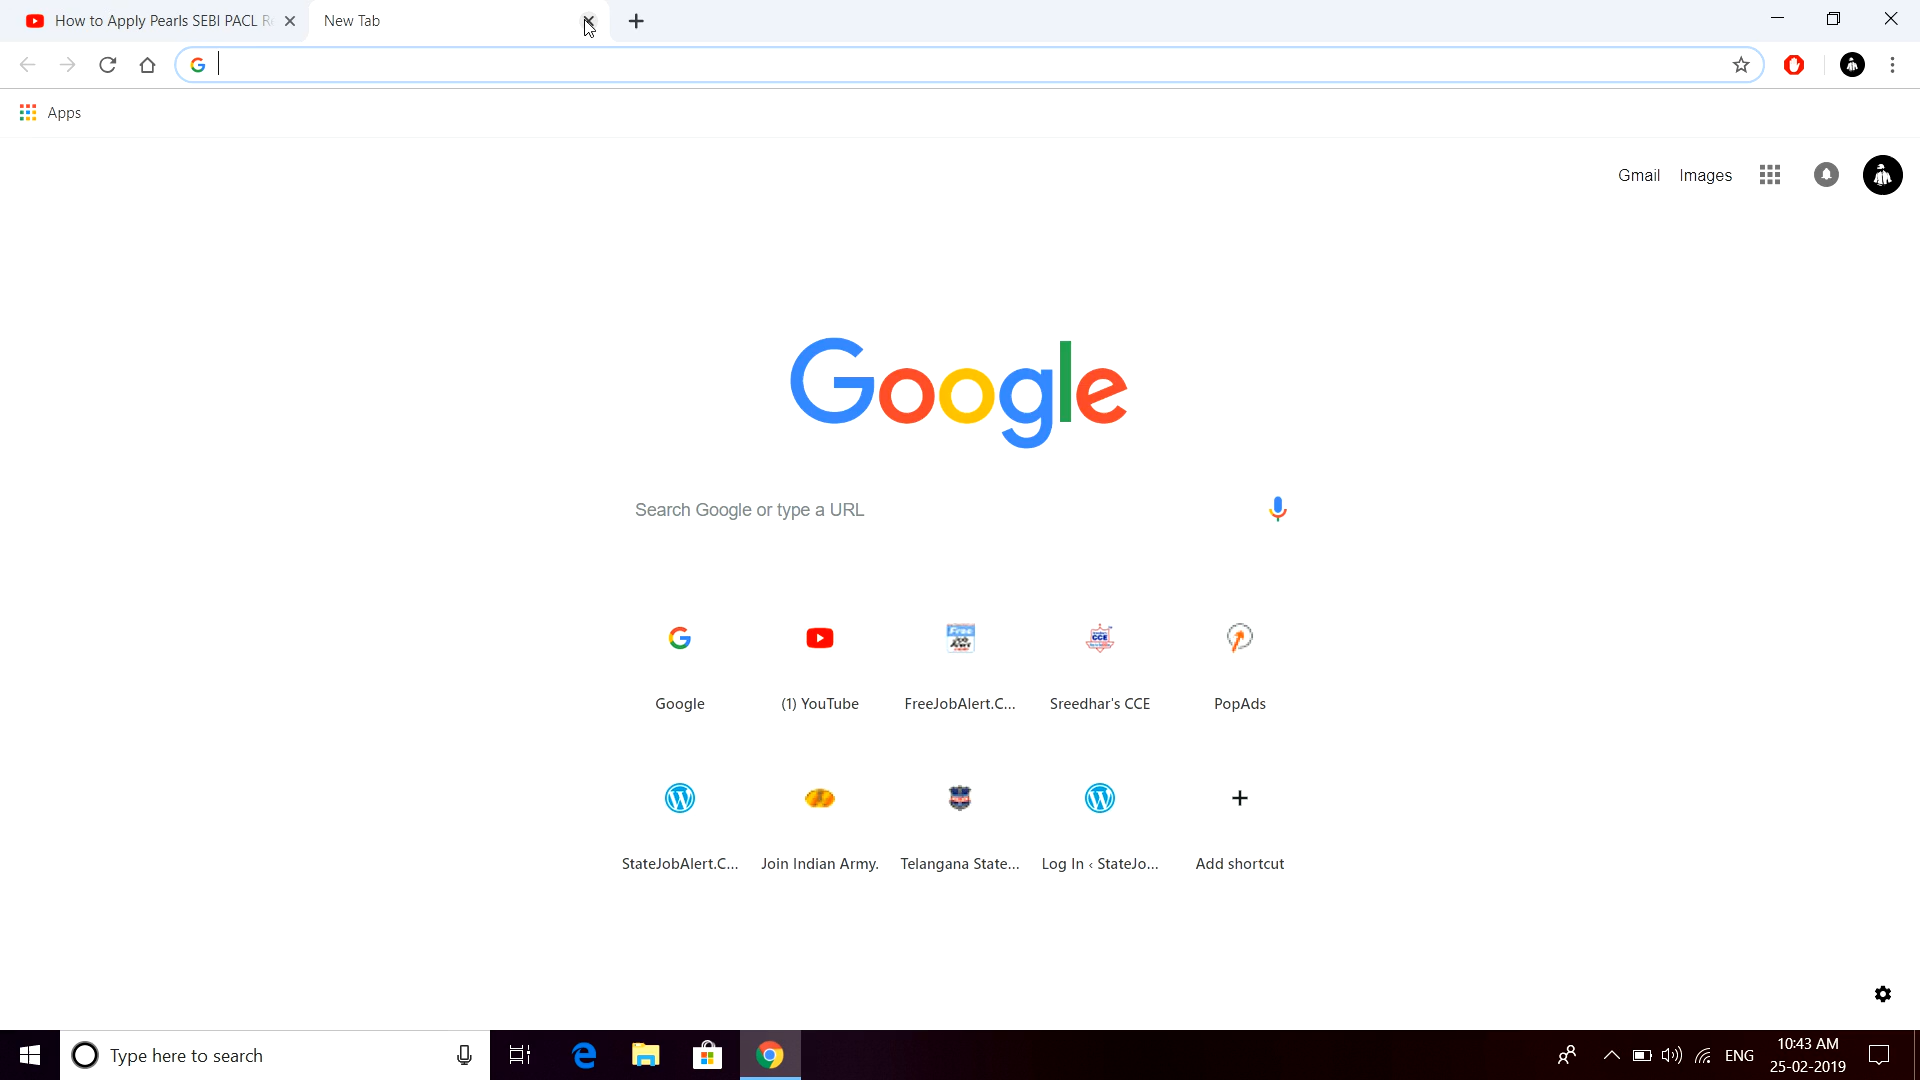 How to Apply Pearls SEBI PACL R
New Tab
Apps
Gmail Images
Google
Search Google or type a URL
Google (1) YouTube FreeJobAlert.C... Sreedhar's CCE PopAds
StateJobAlert.C... Join Indian Army. Telangana State... Log In ‹ StateJo... Add shortcut
Type here to search
ENG
10:43 AM
25-02-2019